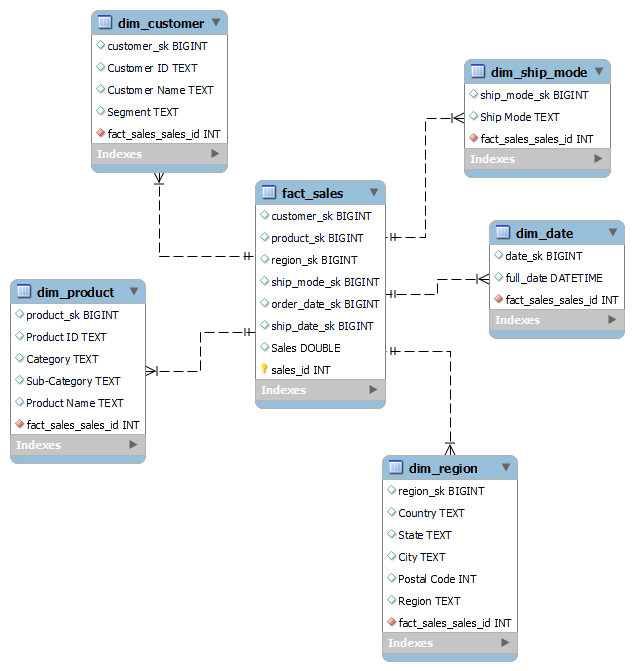 dim_customer
customer_sk BIGINT
Customer ID TEXT
Customer Name TEXT
Segment TEXT
fact_sales_sales_id INT
Indexes
dim_ship_mode
ship_mode_sk BIGINT
Ship Mode TEXT
fact_sales_sales_id INT
Indexes
fact_sales
customer_sk BIGINT
product_sk BIGINT
region_sk BIGINT
ship_mode_sk BIGINT
order_date_sk BIGINT
ship_date_sk BIGINT
Sales DOUBLE
sales_id INT
Indexes
dim_date
date_sk BIGINT
full_date DATETIME
fact_sales_sales_id INT
Indexes
dim_product
product_sk BIGINT
Product ID TEXT
Category TEXT
Sub-Category TEXT
Product Name TEXT
fact_sales_sales_id INT
Indexes
dim_region
region_sk BIGINT
Country TEXT
State TEXT
City TEXT
Postal Code INT
Region TEXT
fact_sales_sales_id INT
Indexes